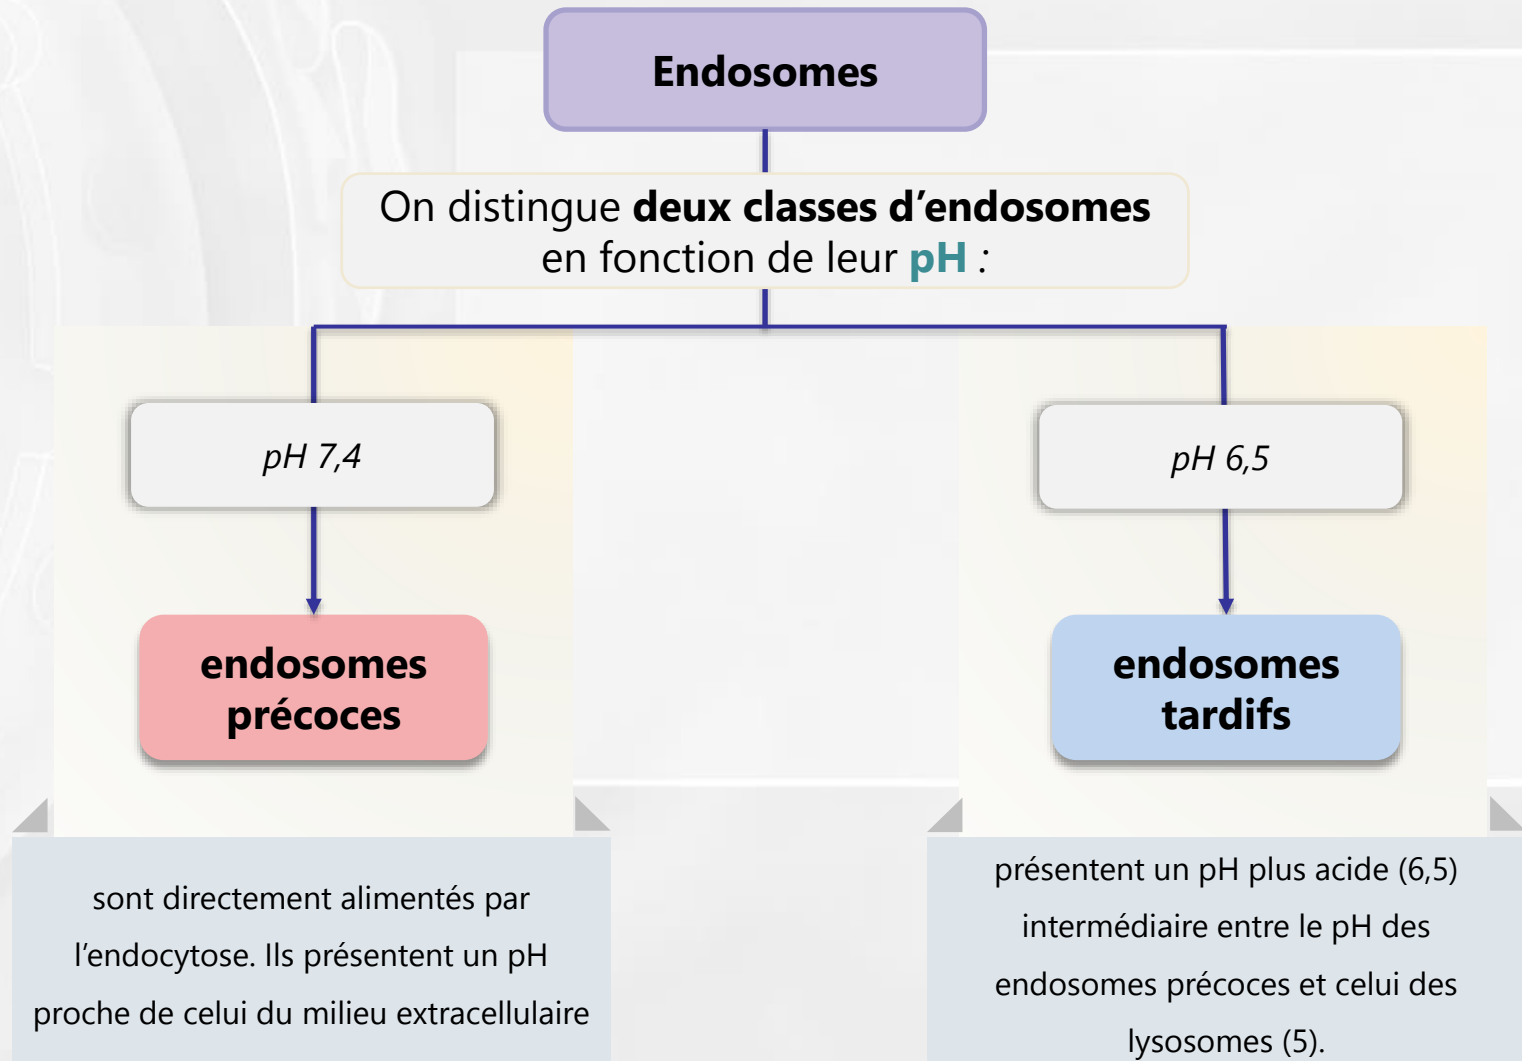 Endosomes
On distingue deux classes d’endosomes
en fonction de leur pH :
pH 7,4
endosomes
précoces
sont directement alimentés par
l’endocytose. Ils présentent un pH
proche de celui du milieu extracellulaire
pH 6,5
endosomes
tardifs
présentent un pH plus acide (6,5)
intermédiaire entre le pH des
endosomes précoces et celui des
lysosomes (5).